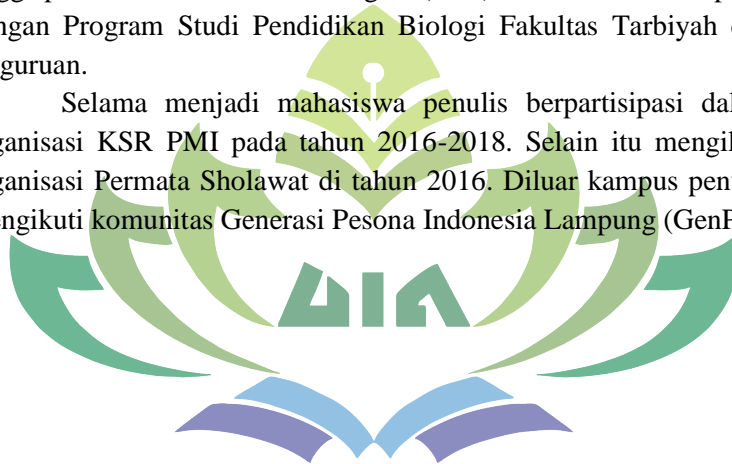 ngan Program Studi Pendidikan Biologi Fakultas Tarbiyah
guruan.
Selama menjadi mahasiswa penulis berpartisipasi dal
ganisasi KSR PMI pada tahun 2016-2018. Selain itu mengi
ganisasi Permata Sholawat di tahun 2016. Diluar kampus pen
engikuti komunitas Generasi Pesona Indonesia Lampung (GenP
UIN